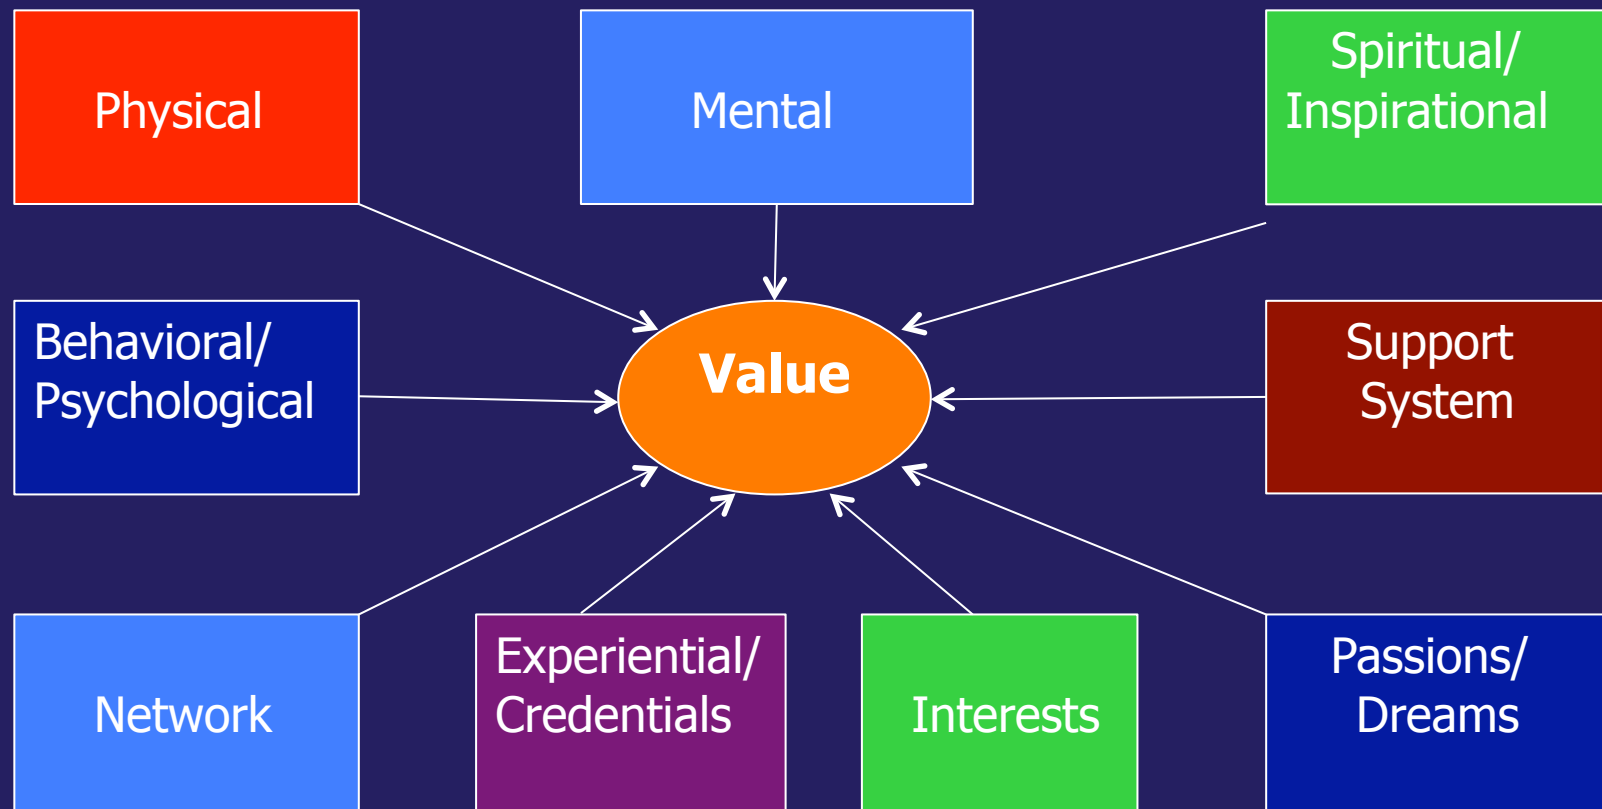 Physical
Mental
Spiritual/
Inspirational
Behavioral/
Psychological
Value
Support
System
Network
Experiential/
Credentials
Interests
Passions/
Dreams